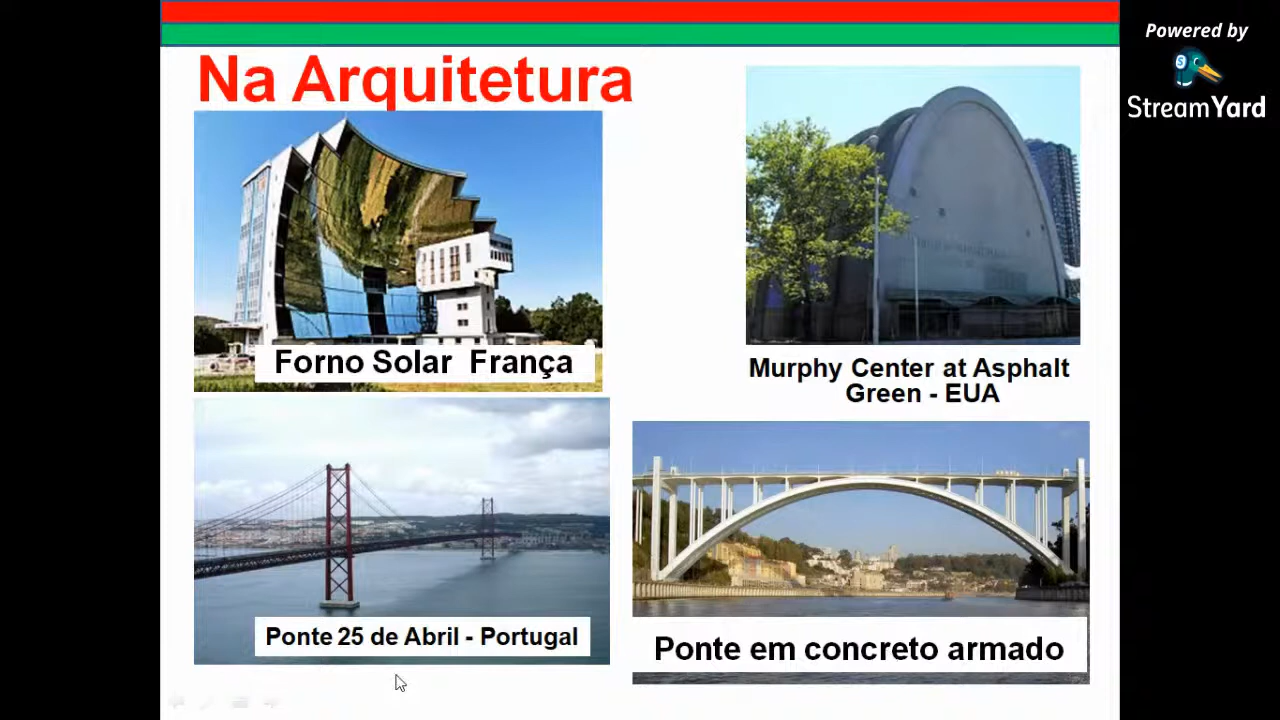 Na Arquitetura
Powered by
StreamYard
Forno Solar França
Murphy Center at Asphalt
Green - EUA
Ponte 25 de Abril - Portugal
Ponte em concreto armado